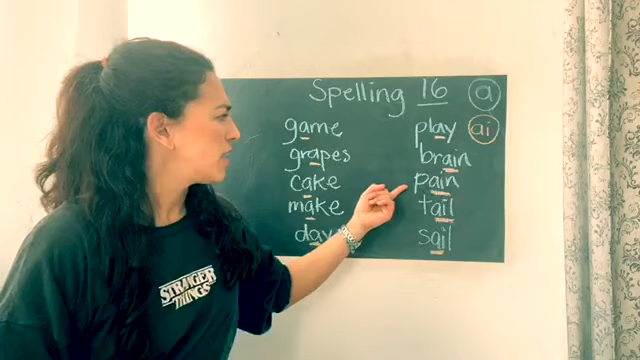 Spelling 16
a
ai
game
grapes
cake
make
day
play
brain
pain
tail
sail
STRANGER
THINGS